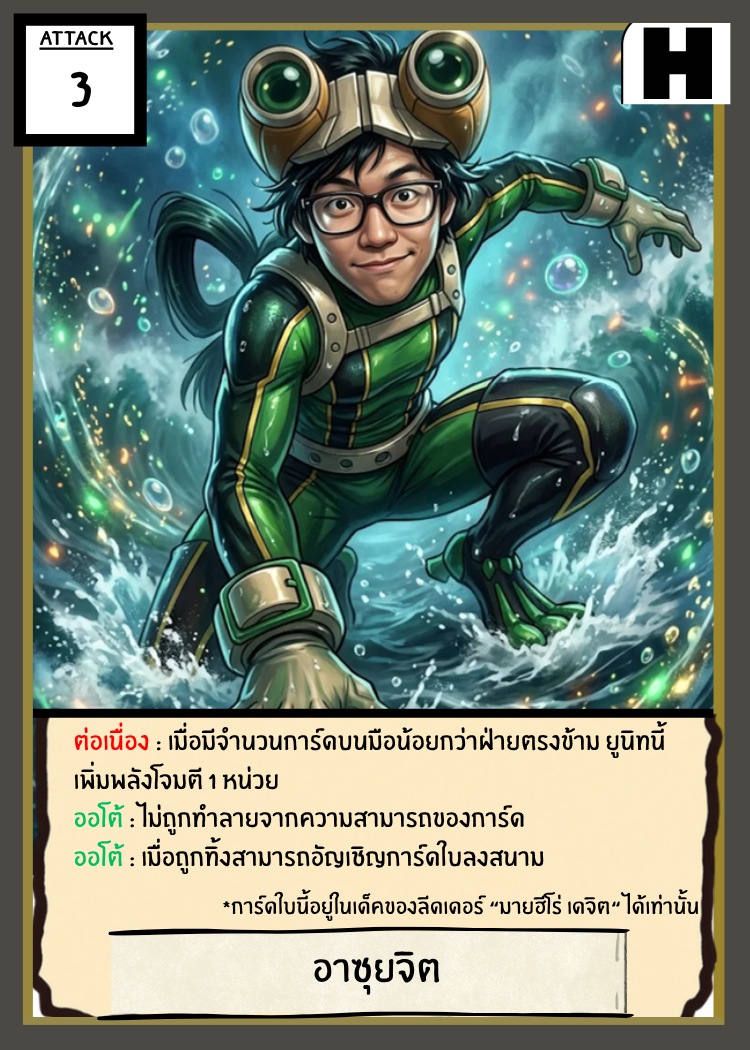 ATTACK
3
H
ต่อเนื่อง : เมื่อมีจำนวนการ์ดบนมือน้อยกว่าฝ่ายตรงข้าม ยูนิทนี้
เพิ่มพลังโจมตี 1 หน่วย
ออโต้ : ไม่ถูกทำลายจากความสามารถของการ์ด
ออโต้ : เมื่อถูกทิ้งสามารถอัญเชิญการ์ดใบลงสนาม
*การ์ดใบนี้อยู่ในเด็คของลีดเดอร์ “มายฮีโร่ เดจิต“ ได้เท่านั้น
อาซุยจิต